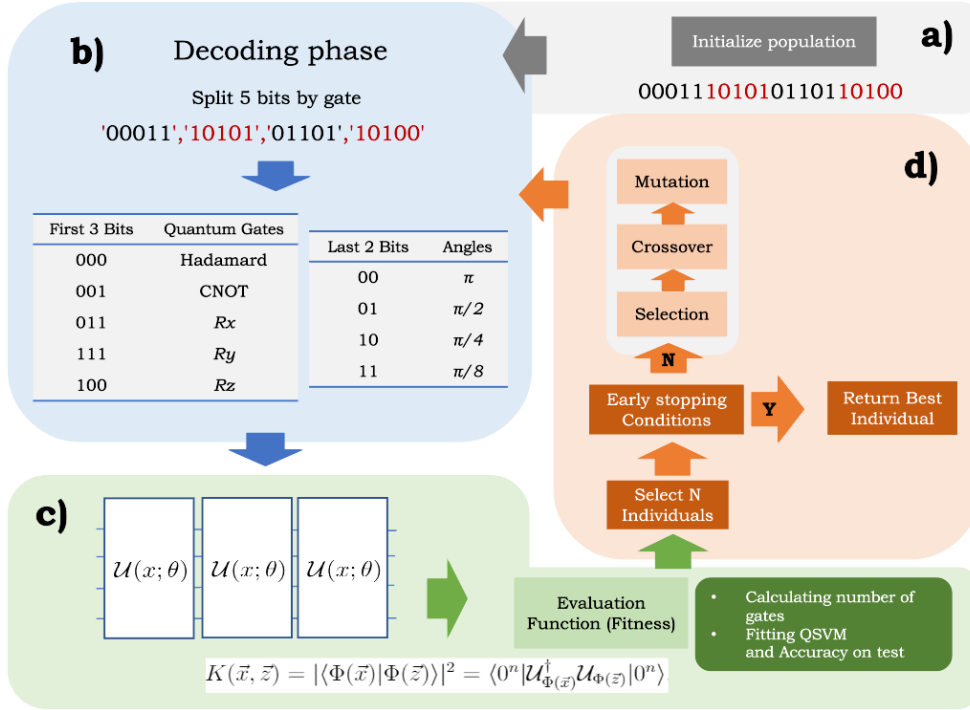 a)
Initialize population
00011101010110110100
b)
Decoding phase
Split 5 bits by gate
'00011','10101','01101','10100'
First 3 Bits Quantum Gates
000 Hadamard
001 CNOT
011 Rx
111 Ry
100 Rz
Last 2 Bits Angles
00 π
01 π/2
10 π/4
11 π/8
c)
U(x; θ) U(x; θ) U(x; θ)
K(x⃗, z⃗) = |⟨Φ(x⃗)|Φ(z⃗)⟩|² = ⟨0ⁿ|U†_Φ(x⃗) U_Φ(z⃗)|0ⁿ⟩
Evaluation
Function (Fitness)
• Calculating number of
gates
• Fitting QSVM
and Accuracy on test
d)
Mutation
Crossover
Selection
N
Early stopping
Conditions
Y
Return Best
Individual
Select N
Individuals